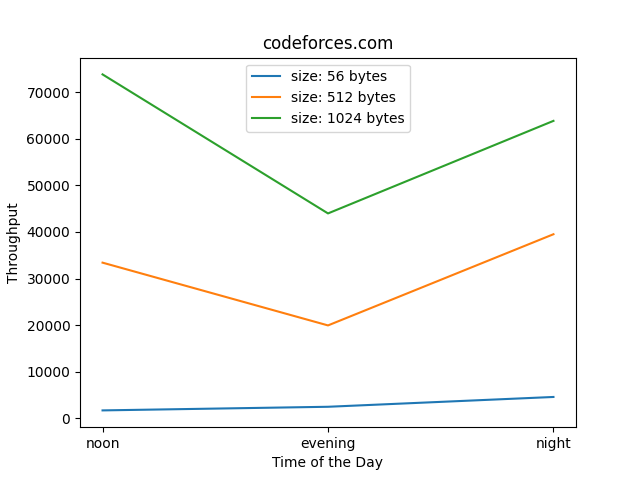 codeforces.com
size: 56 bytes
size: 512 bytes
size: 1024 bytes
Throughput
70000
60000
50000
40000
30000
20000
10000
0
noon evening night
Time of the Day